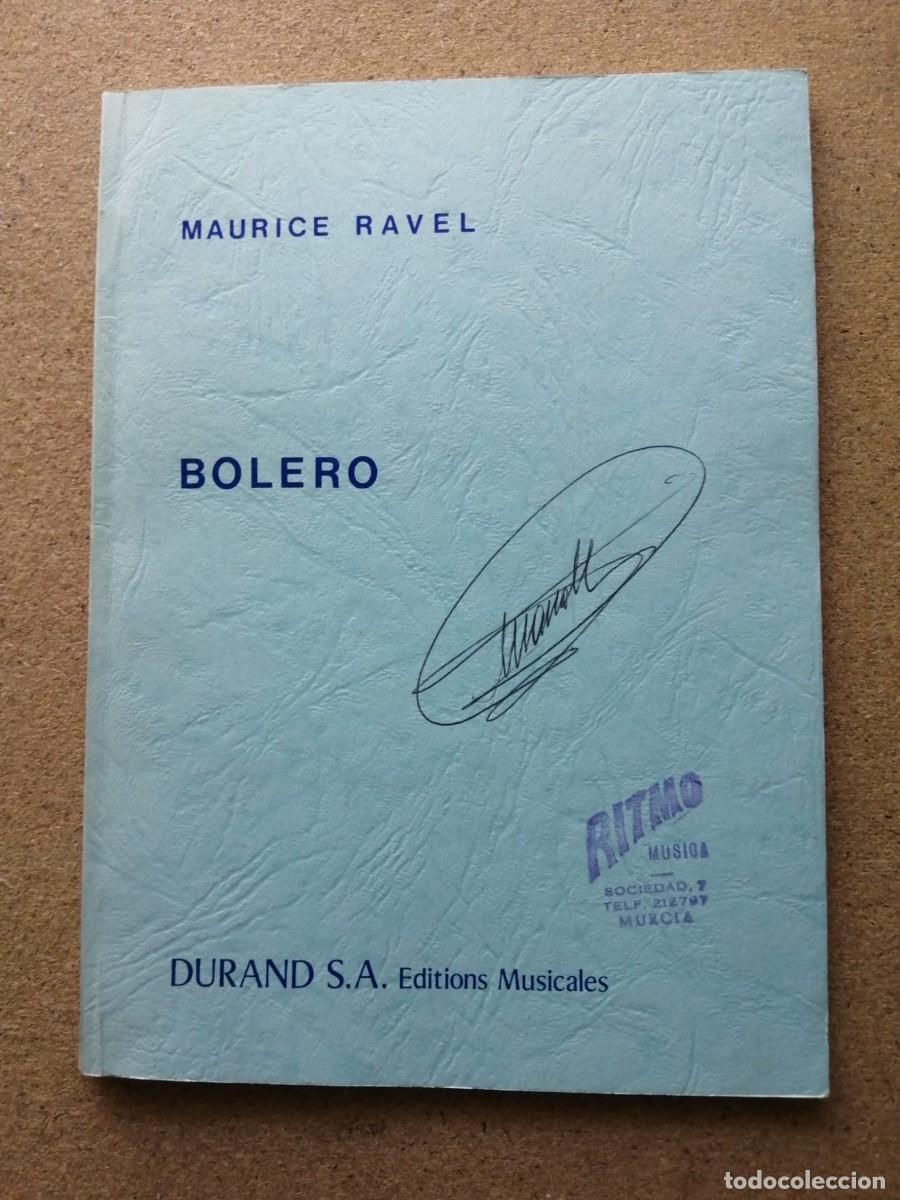 MAURICE RAVEL
BOLERO
RITMO
MUSICA
SOCIEDAD, 7
TELF. 212797
MURCIA
DURAND S.A. Editions Musicales
todocoleccion